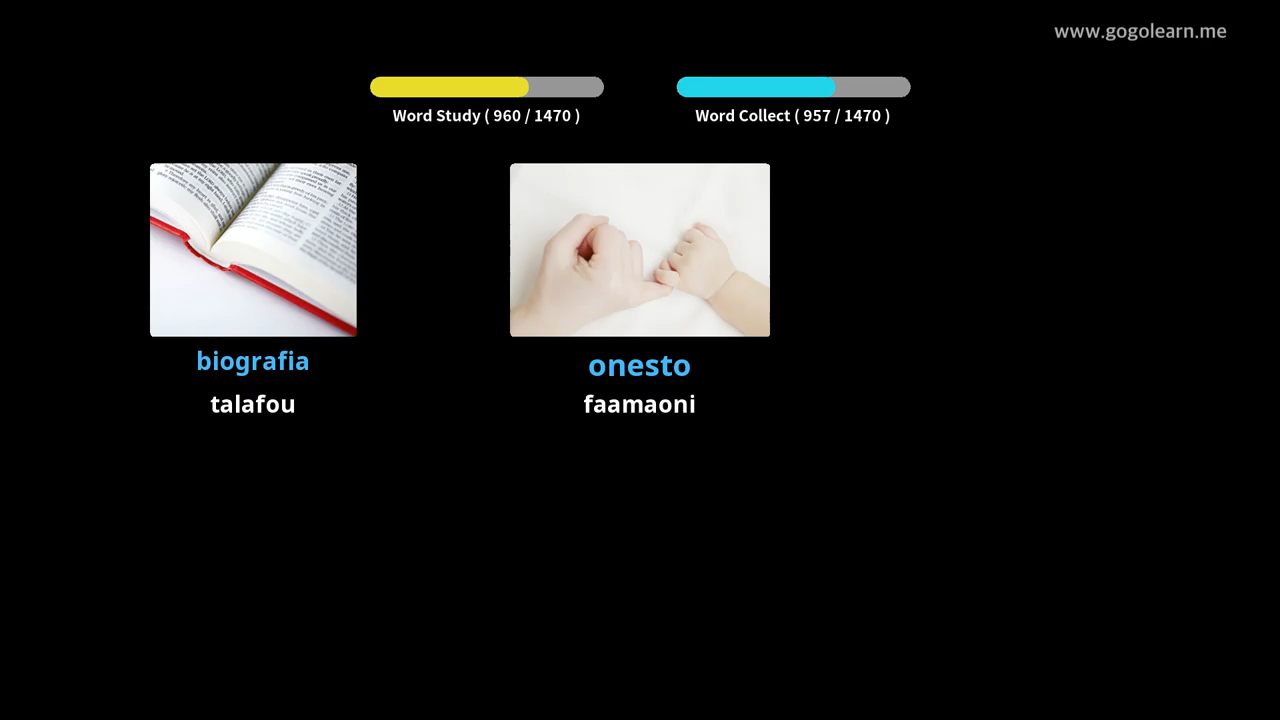 www.gogolearn.me
Word Study ( 960 / 1470 )
Word Collect ( 957 / 1470 )
biografia
talafou
onesto
faamaoni